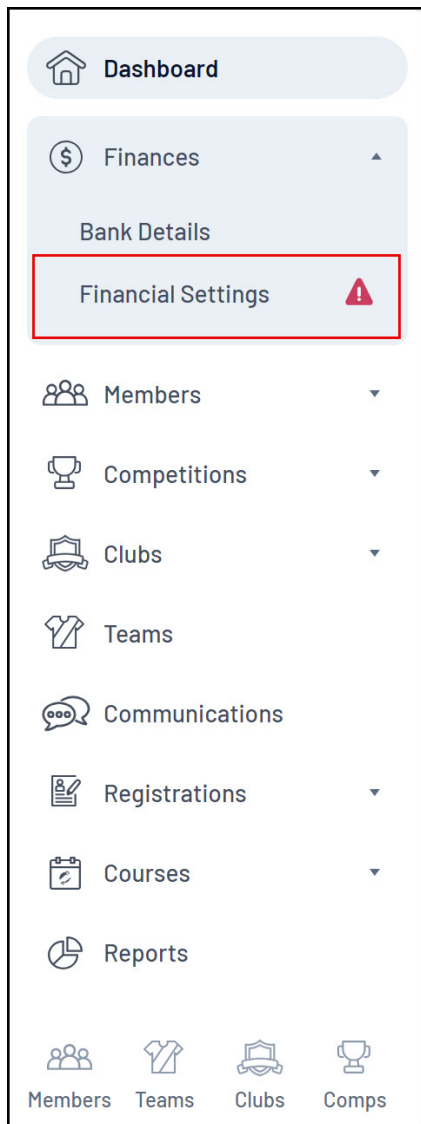 Dashboard
Finances
Bank Details
Financial Settings
Members
Competitions
Clubs
Teams
Communications
Registrations
Courses
Reports
Members Teams Clubs Comps